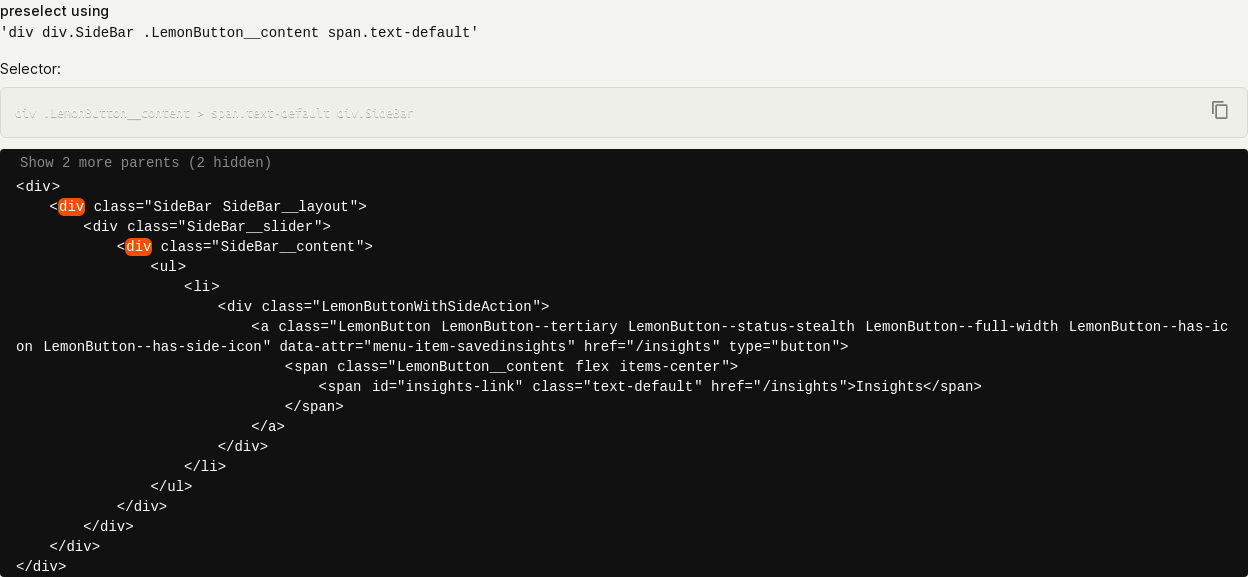 preselect using
'div div.SideBar .LemonButton__content span.text-default'
Selector:
div .LemonButton__content > span.text-default div.SideBar
Show 2 more parents (2 hidden)
<div>
<div class="SideBar SideBar__layout">
<div class="SideBar__slider">
<div class="SideBar__content">
<ul>
<li>
<div class="LemonButtonWithSideAction">
<a class="LemonButton LemonButton--tertiary LemonButton--status-stealth LemonButton--full-width LemonButton--has-ic
on LemonButton--has-side-icon" data-attr="menu-item-savedinsights" href="/insights" type="button">
<span class="LemonButton__content flex items-center">
<span id="insights-link" class="text-default" href="/insights">Insights</span>
</span>
</a>
</div>
</li>
</ul>
</div>
</div>
</div>
</div>